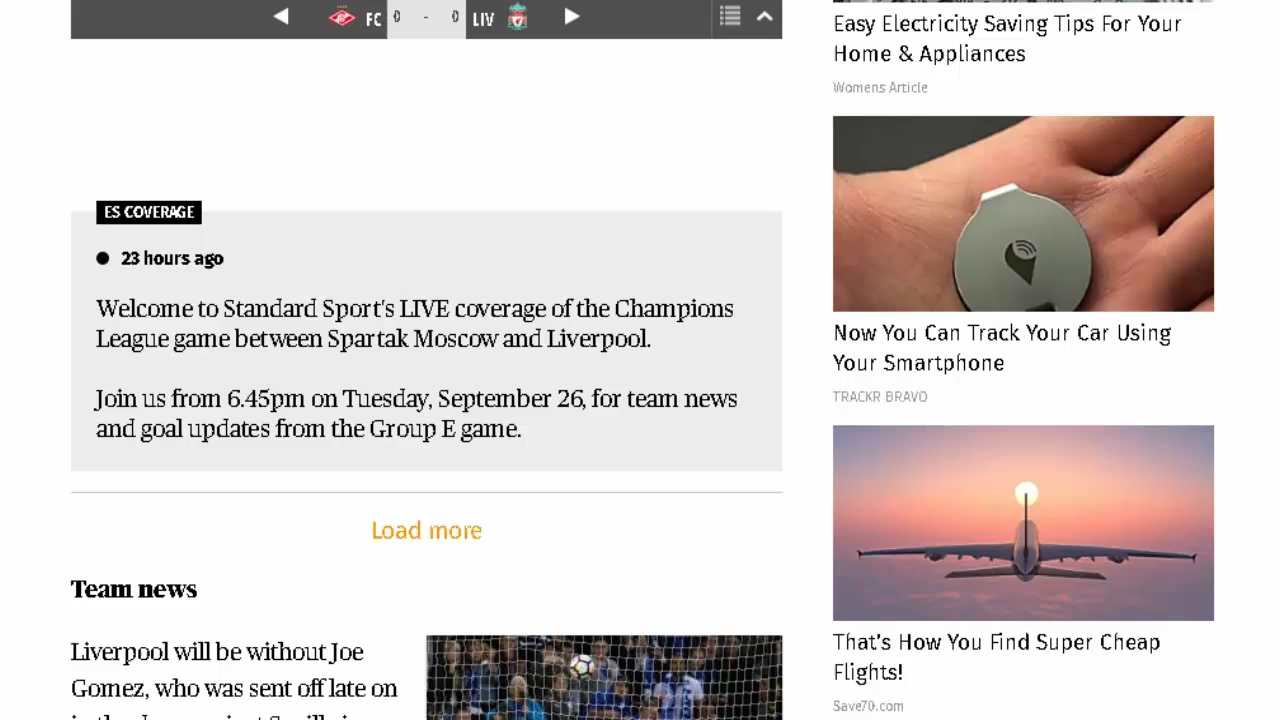 FC 0 - 0 LIV
ES COVERAGE
23 hours ago
Welcome to Standard Sport's LIVE coverage of the Champions
League game between Spartak Moscow and Liverpool.
Join us from 6.45pm on Tuesday, September 26, for team news
and goal updates from the Group E game.
Load more
Team news
Liverpool will be without Joe
Gomez, who was sent off late on
Easy Electricity Saving Tips For Your
Home & Appliances
Womens Article
Now You Can Track Your Car Using
Your Smartphone
TRACKR BRAVO
That's How You Find Super Cheap
Flights!
Save70.com